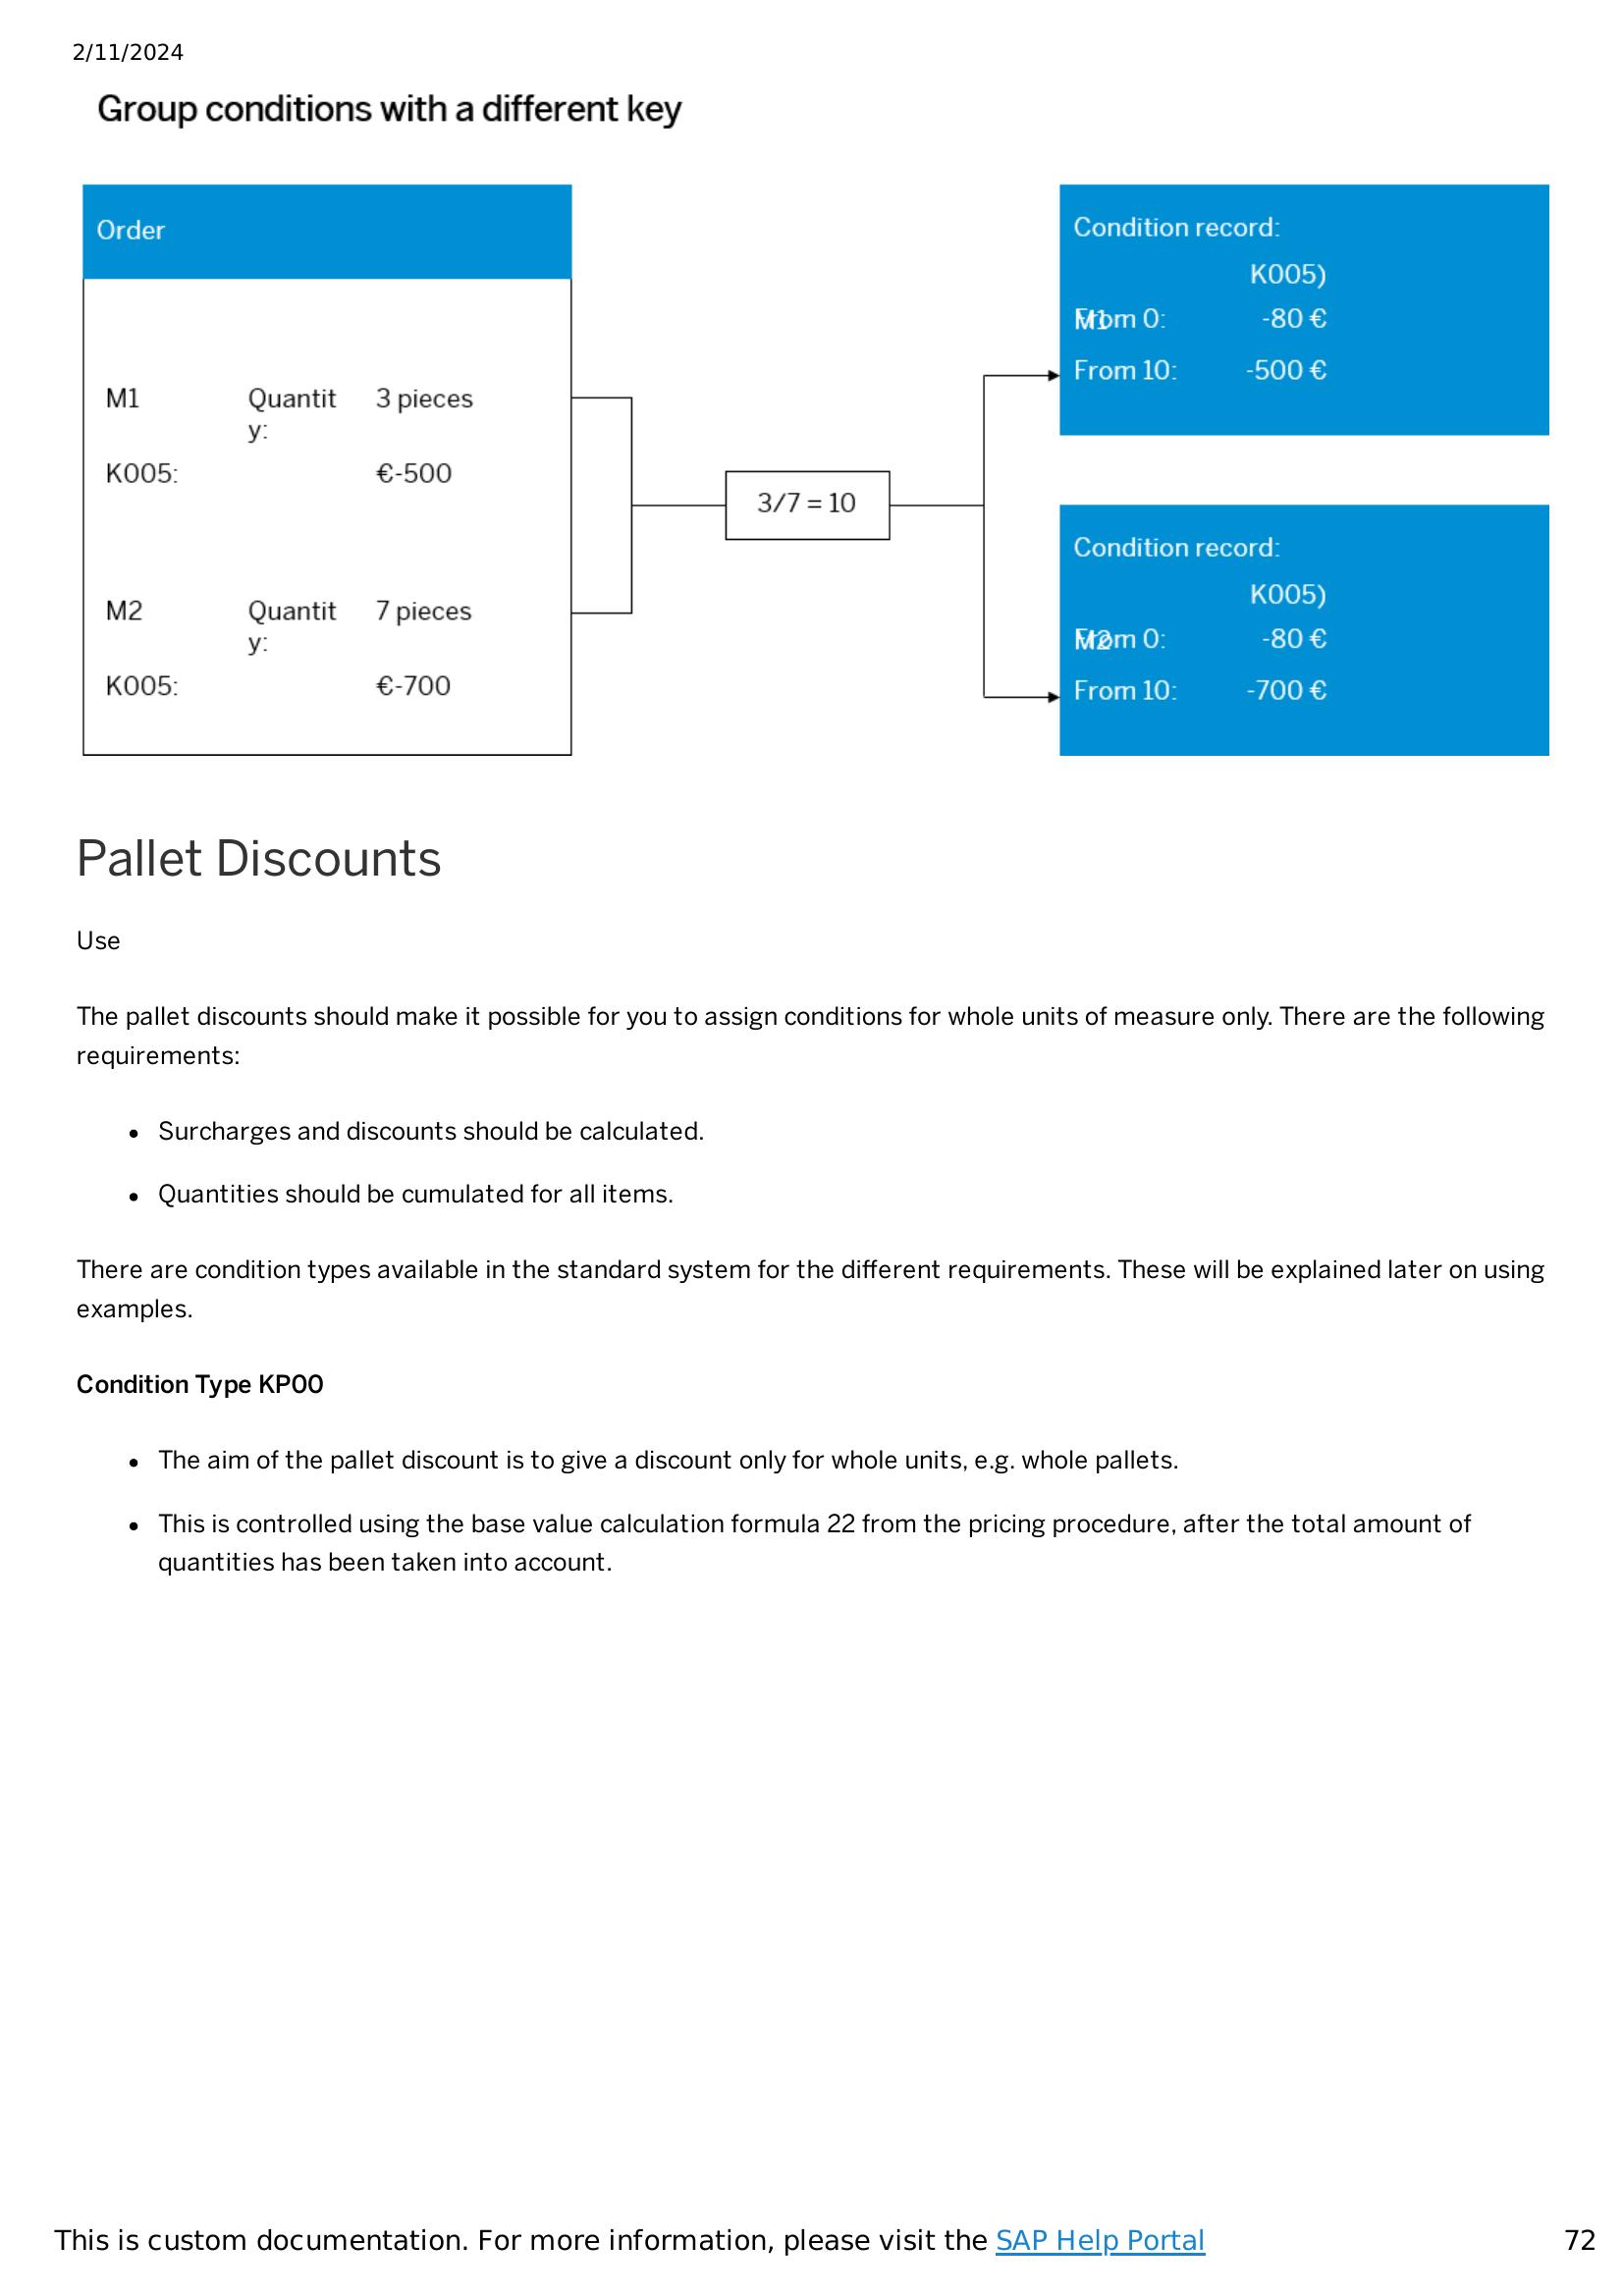 2/11/2024
Group conditions with a different key
Order
M1 Quantit 3 pieces
y:
K005: €-500
M2 Quantit 7 pieces
y:
K005: €-700
3/7 = 10
Condition record:
K005)
M1
From 0: -80 €
From 10: -500 €
Condition record:
K005)
M2
From 0: -80 €
From 10: -700 €
Pallet Discounts
Use
The pallet discounts should make it possible for you to assign conditions for whole units of measure only. There are the following
requirements:
• Surcharges and discounts should be calculated.
• Quantities should be cumulated for all items.
There are condition types available in the standard system for the different requirements. These will be explained later on using
examples.
Condition Type KP00
• The aim of the pallet discount is to give a discount only for whole units, e.g. whole pallets.
• This is controlled using the base value calculation formula 22 from the pricing procedure, after the total amount of
quantities has been taken into account.
This is custom documentation. For more information, please visit the SAP Help Portal 72